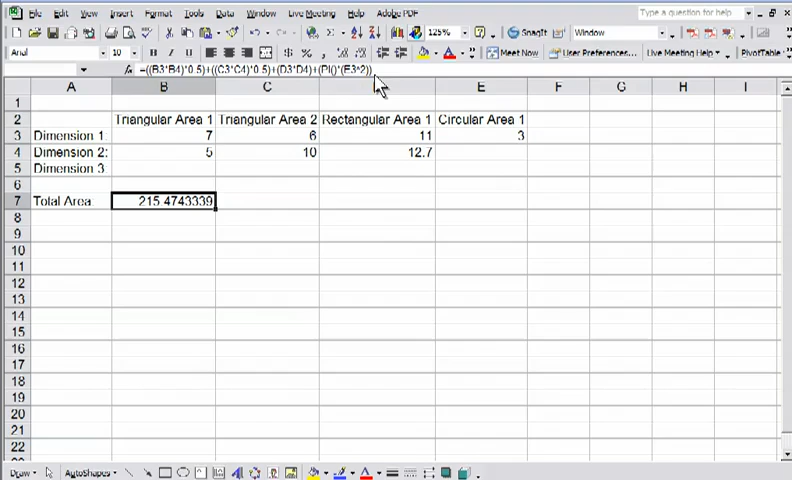 File Edit View Insert Format Tools Data Window Live Meeting Help Adobe PDF Type a question for help
125% SnagIt Window
Arial 10 B I U $ % Meet Now User Preferences... Live Meeting Help PivotTable
fx =((B3*B4)*0.5)+((C3*C4)*0.5)+(D3*D4)+(PI()*(E3^2))
A B C D E F G H I
1
2 Triangular Area 1 Triangular Area 2 Rectangular Area 1 Circular Area 1
3 Dimension 1: 7 6 11 3
4 Dimension 2: 5 10 12.7
5 Dimension 3
6
7 Total Area: 215.4743339
8
9
10
11
12
13
14
15
16
17
18
19
20
21
22
Draw AutoShapes